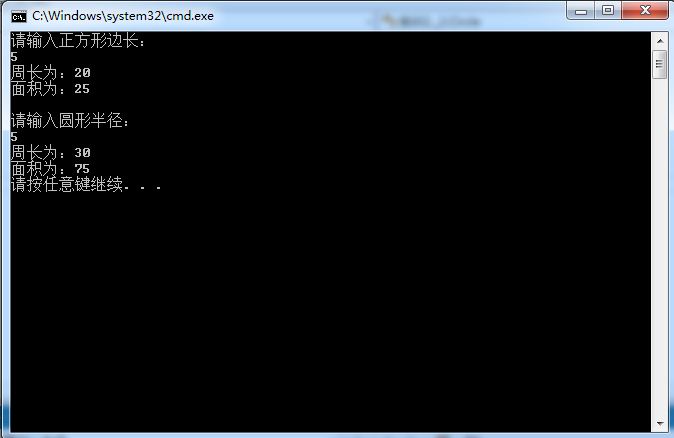 C:\Windows\system32\cmd.exe
请输入正方形边长：
5
周长为：20
面积为：25
请输入圆形半径：
5
周长为：30
面积为：75
请按任意键继续. . .